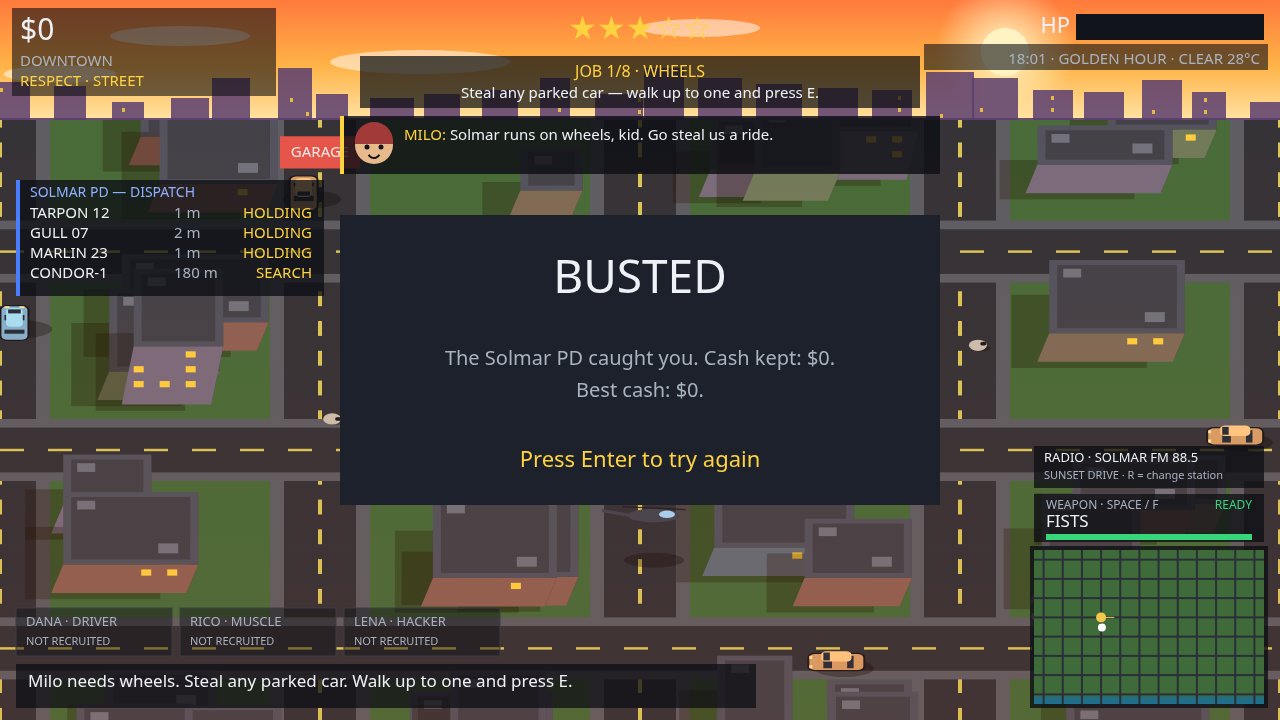 $0
DOWNTOWN
RESPECT · STREET
★★★☆☆
HP
18:01 · GOLDEN HOUR · CLEAR 28°C
JOB 1/8 · WHEELS
Steal any parked car — walk up to one and press E.
MILO: Solmar runs on wheels, kid. Go steal us a ride.
GARAGE
SOLMAR PD — DISPATCH
TARPON 12 1 m HOLDING
GULL 07 2 m HOLDING
MARLIN 23 1 m HOLDING
CONDOR-1 180 m SEARCH
BUSTED
The Solmar PD caught you. Cash kept: $0.
Best cash: $0.
Press Enter to try again
RADIO · SOLMAR FM 88.5
SUNSET DRIVE · R = change station
WEAPON · SPACE / F READY
FISTS
DANA · DRIVER
NOT RECRUITED
RICO · MUSCLE
NOT RECRUITED
LENA · HACKER
NOT RECRUITED
Milo needs wheels. Steal any parked car. Walk up to one and press E.